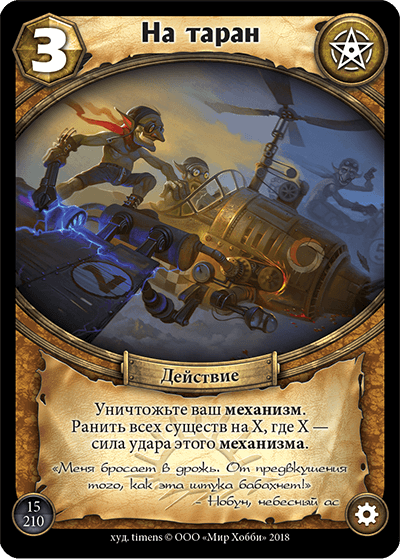 3
На таран
Действие
Уничтожьте ваш механизм.
Ранить всех существ на X, где X —
сила удара этого механизма.
«Меня бросает в дрожь. От предвкушения
того, как эта штука бабахнет!»
– Нобун, небесный ас
15
210
худ. timens © ООО «Мир Хобби» 2018